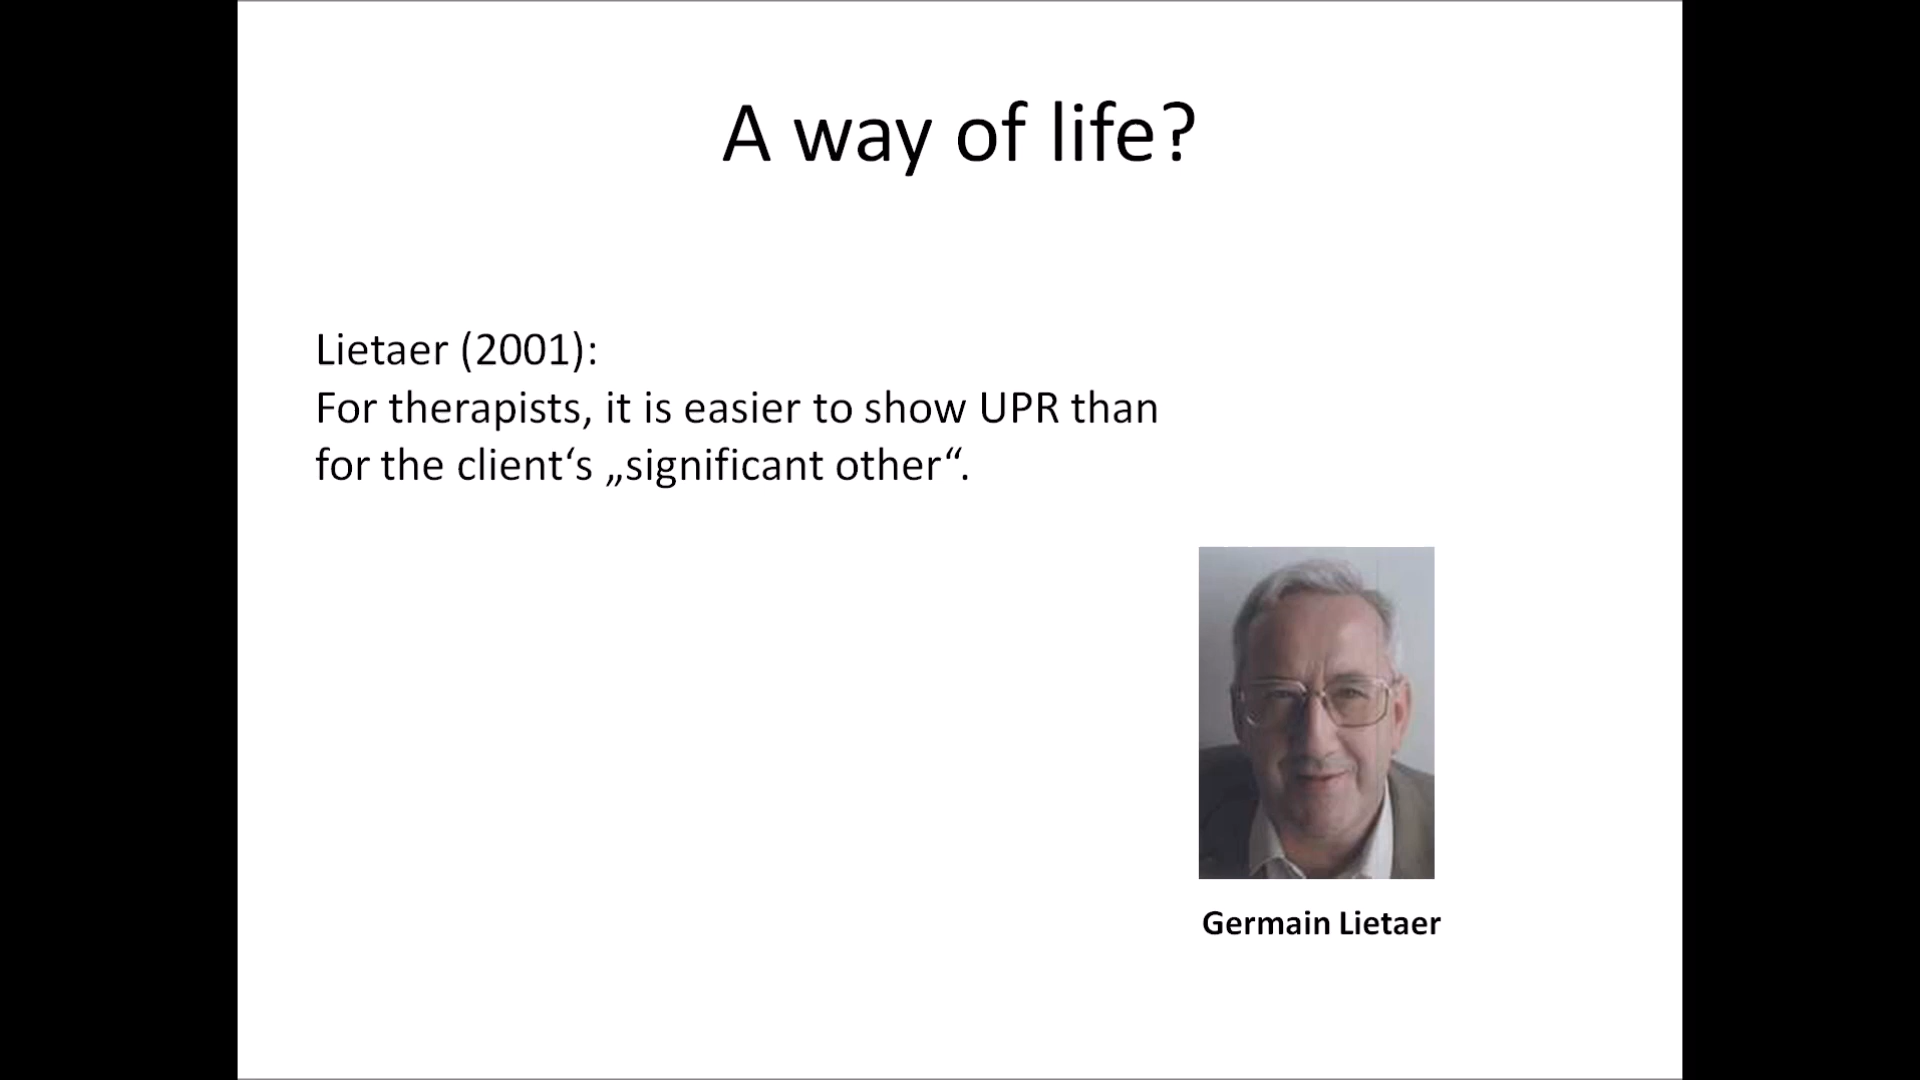 A way of life?
Lietaer (2001):
For therapists, it is easier to show UPR than
for the client‘s „significant other“.
Germain Lietaer